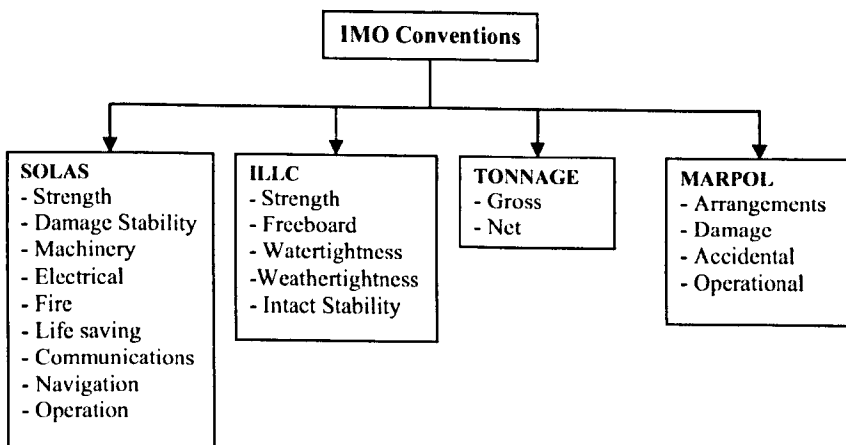 IMO Conventions
SOLAS
- Strength
- Damage Stability
- Machinery
- Electrical
- Fire
- Life saving
- Communications
- Navigation
- Operation
ILLC
- Strength
- Freeboard
- Watertightness
-Weathertightness
- Intact Stability
TONNAGE
- Gross
- Net
MARPOL
- Arrangements
- Damage
- Accidental
- Operational